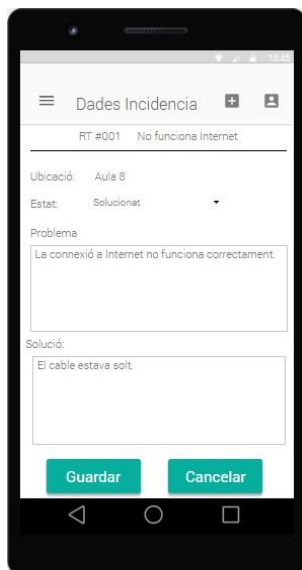 15:45
Dades Incidencia
RT #001 No funciona Internet
Ubicació: Aula 8
Estat: Solucionat
Problema
La connexió a Internet no funciona correctament.
Solució:
El cable estava solt.
Guardar Cancelar